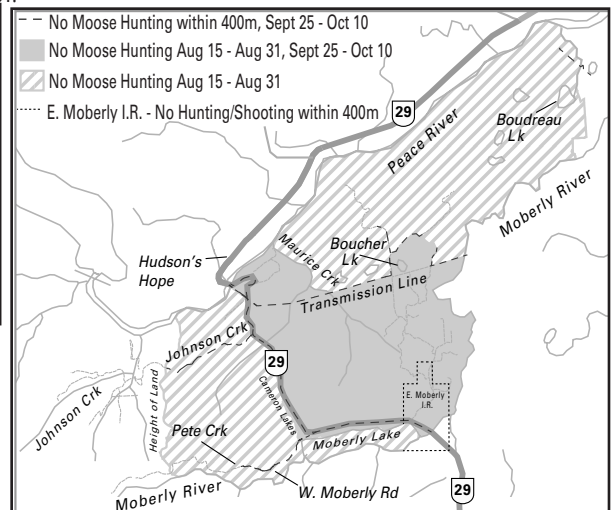 No Moose Hunting within 400m, Sept 25 - Oct 10
No Moose Hunting Aug 15 - Aug 31, Sept 25 - Oct 10
No Moose Hunting Aug 15 - Aug 31
E. Moberly I.R. - No Hunting/Shooting within 400m
29
Peace River
Boudreau
Lk
Moberly River
Hudson's
Hope
Maurice Crk
Boucher
Lk
Transmission Line
Johnson Crk
29
Johnson Crk
Height of Land
Cameron Lakes
E. Moberly
I.R.
Pete Crk
Moberly Lake
Moberly River
W. Moberly Rd
29